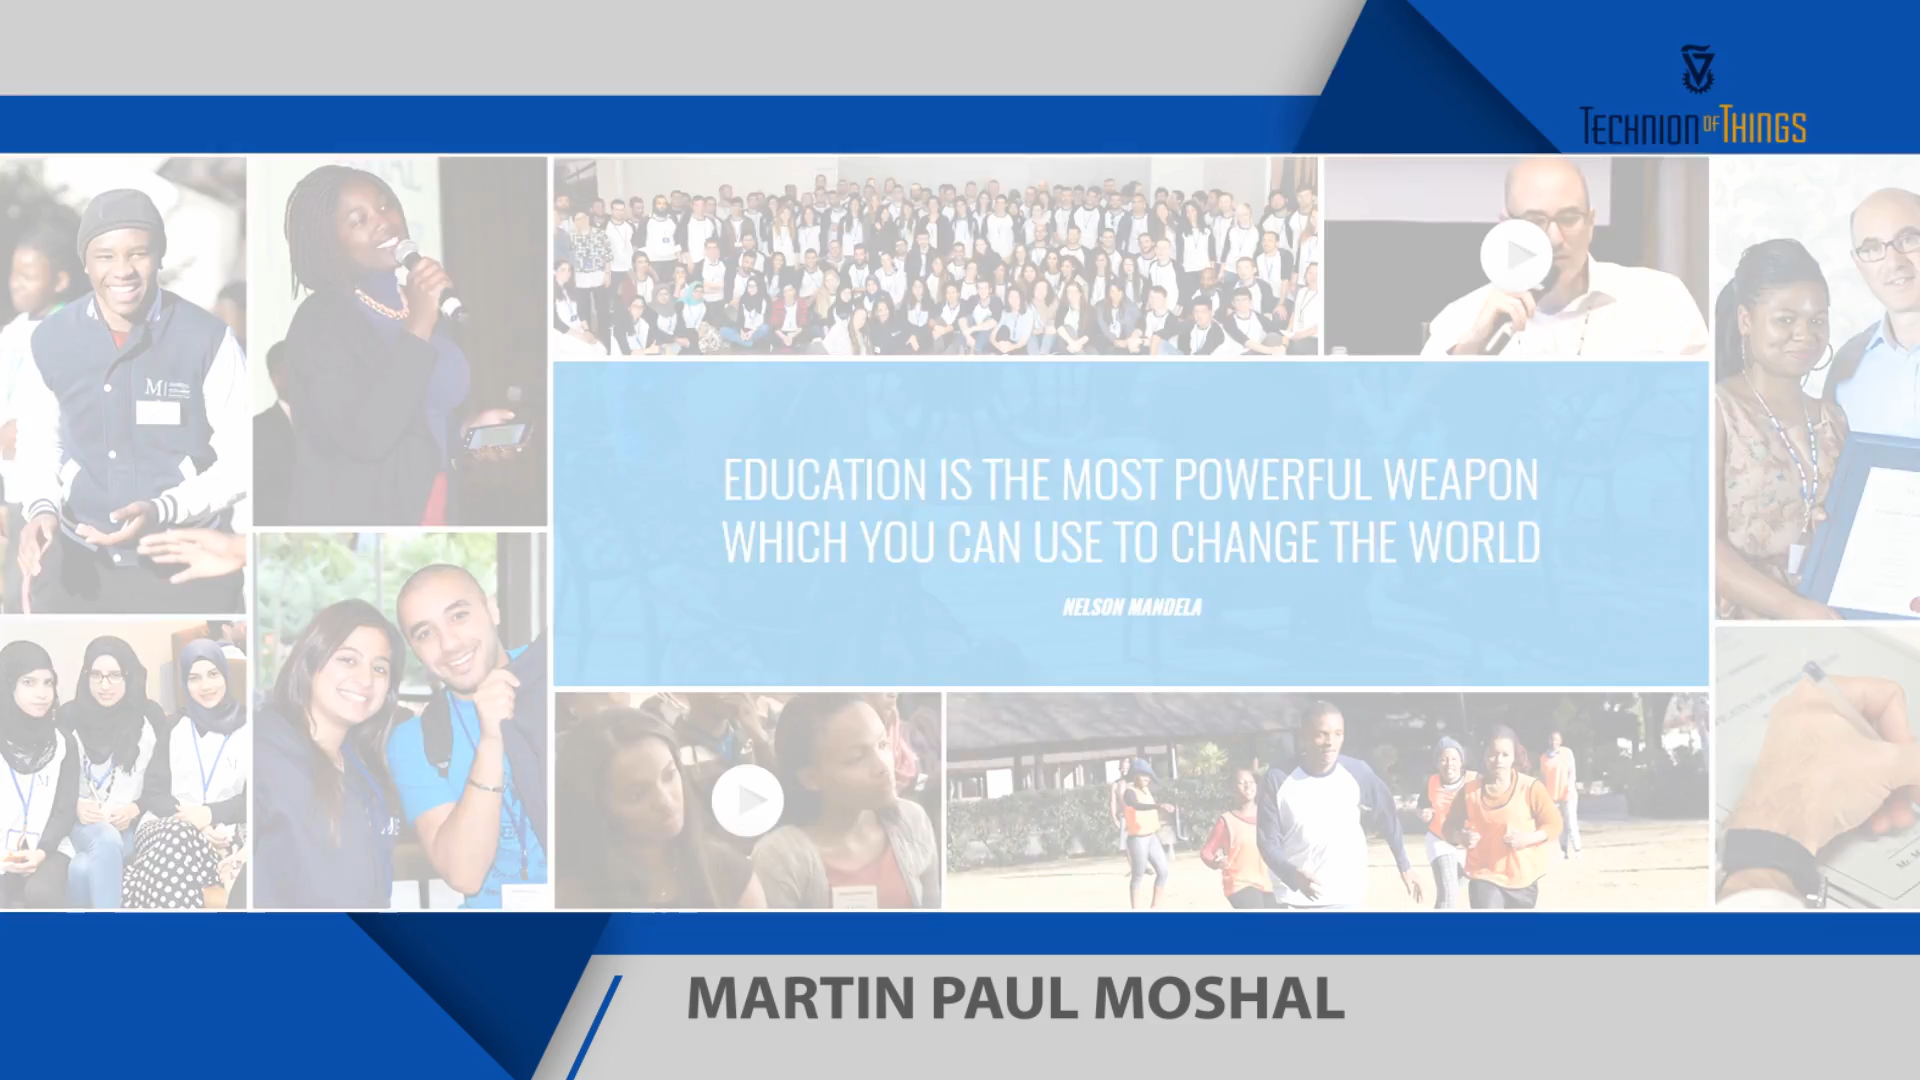 TECHNION OF THINGS
M
EDUCATION IS THE MOST POWERFUL WEAPON
WHICH YOU CAN USE TO CHANGE THE WORLD
NELSON MANDELA
MARTIN PAUL MOSHAL